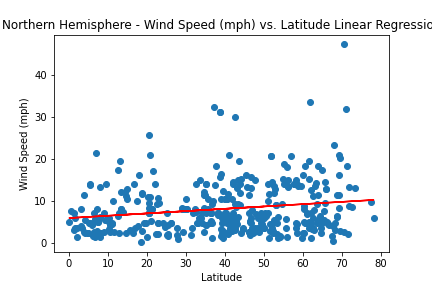 Northern Hemisphere - Wind Speed (mph) vs. Latitude Linear Regressio
40
30
20
10
0
Wind Speed (mph)
0 10 20 30 40 50 60 70 80
Latitude